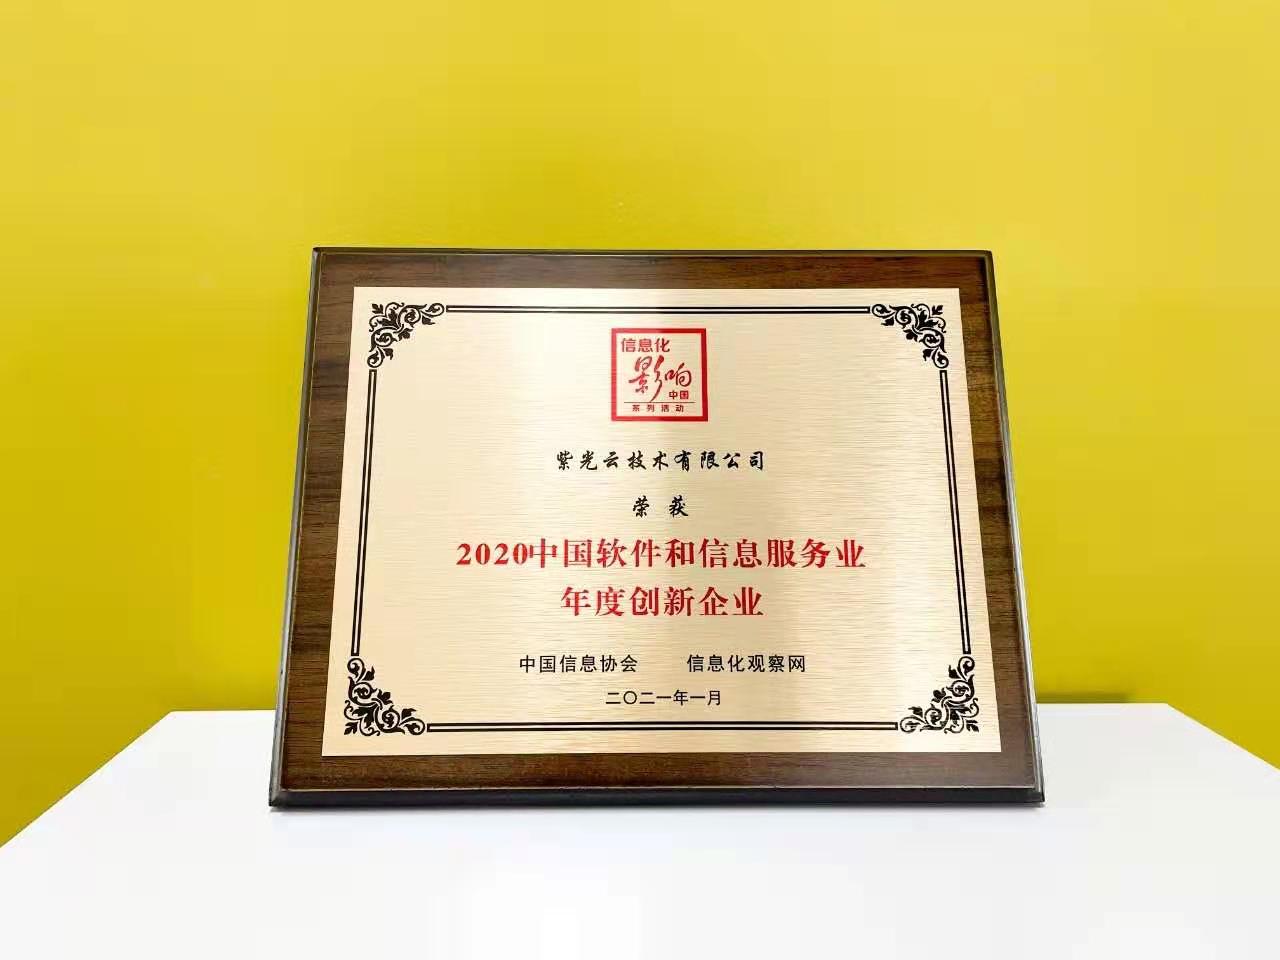 信息化
影响
中国
系列活动
紫光云技术有限公司
荣获
2020中国软件和信息服务业
年度创新企业
中国信息协会 信息化观察网
二〇二一年一月